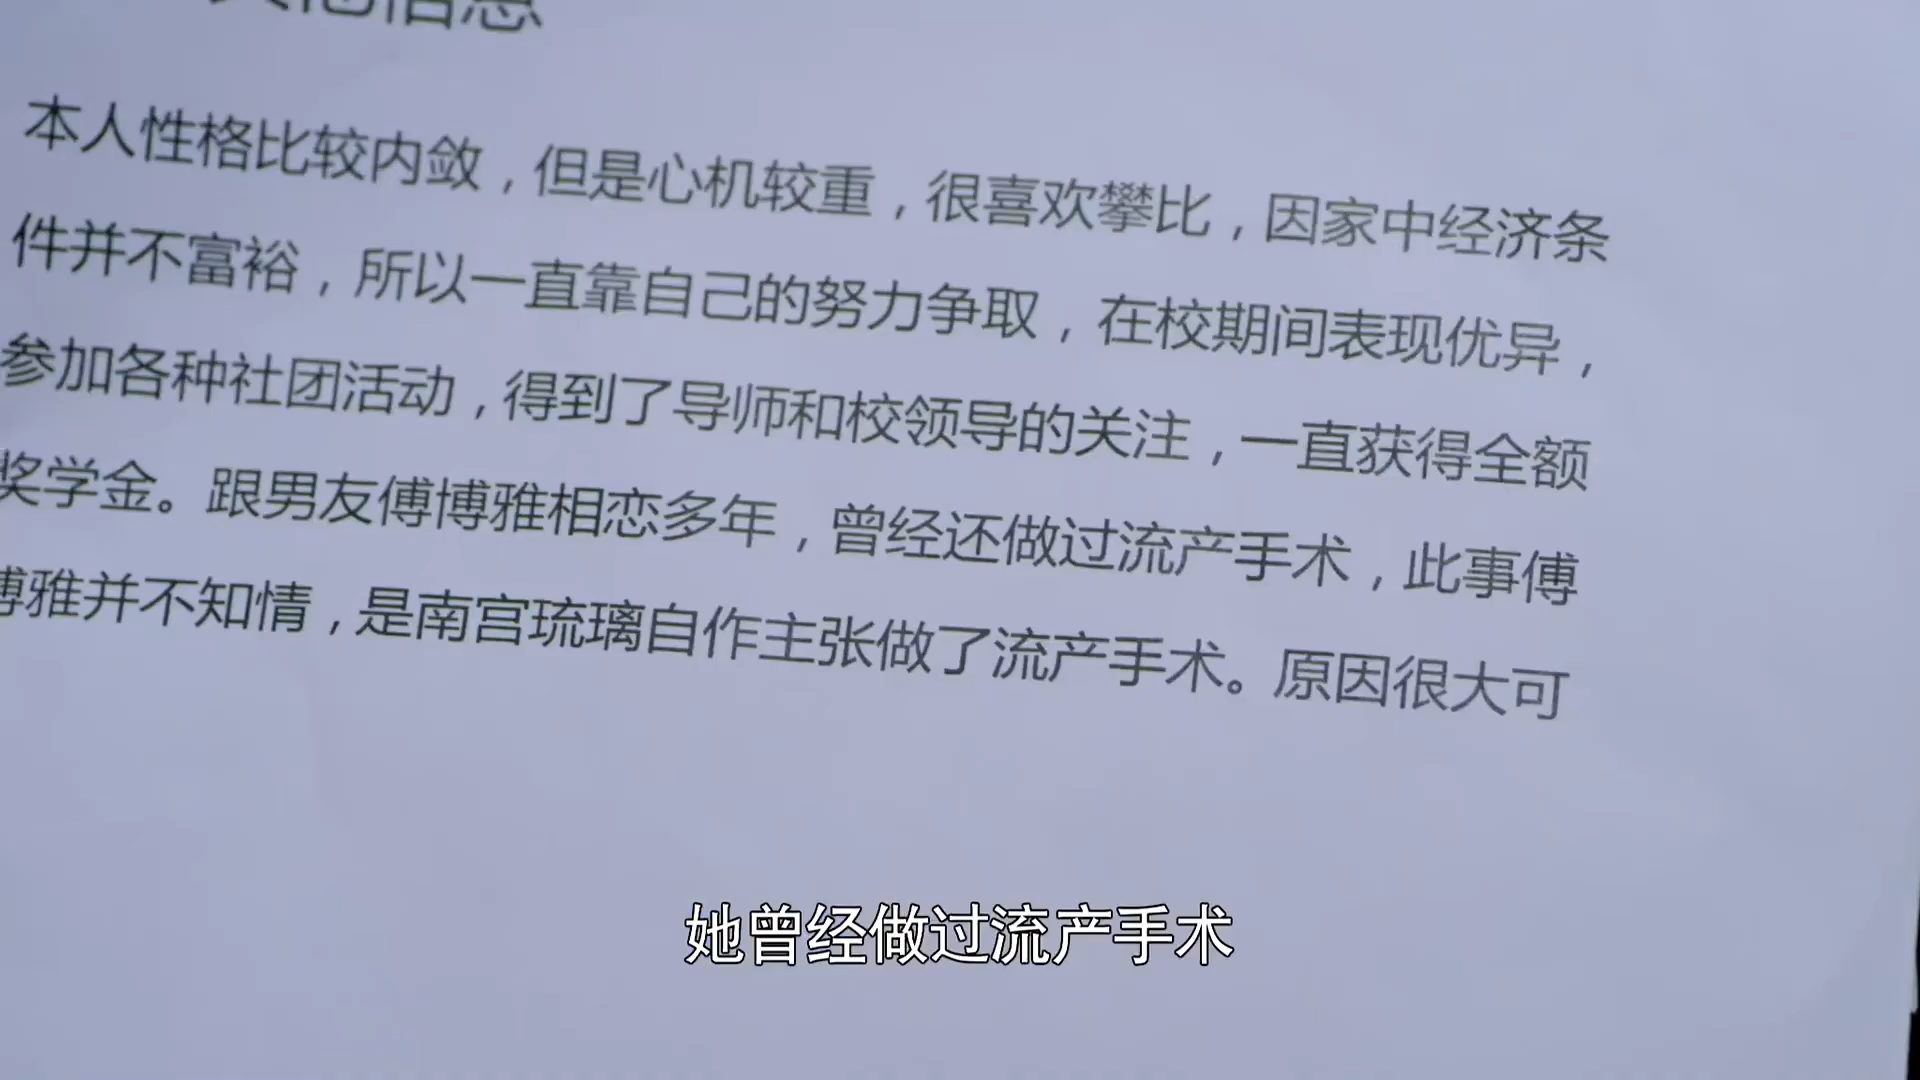 其他信息
本人性格比较内敛，但是心机较重，很喜欢攀比，因家中经济条
件并不富裕，所以一直靠自己的努力争取，在校期间表现优异，
参加各种社团活动，得到了导师和校领导的关注，一直获得全额
奖学金。跟男友傅博雅相恋多年，曾经还做过流产手术，此事傅
博雅并不知情，是南宫琉璃自作主张做了流产手术。原因很大可
她曾经做过流产手术